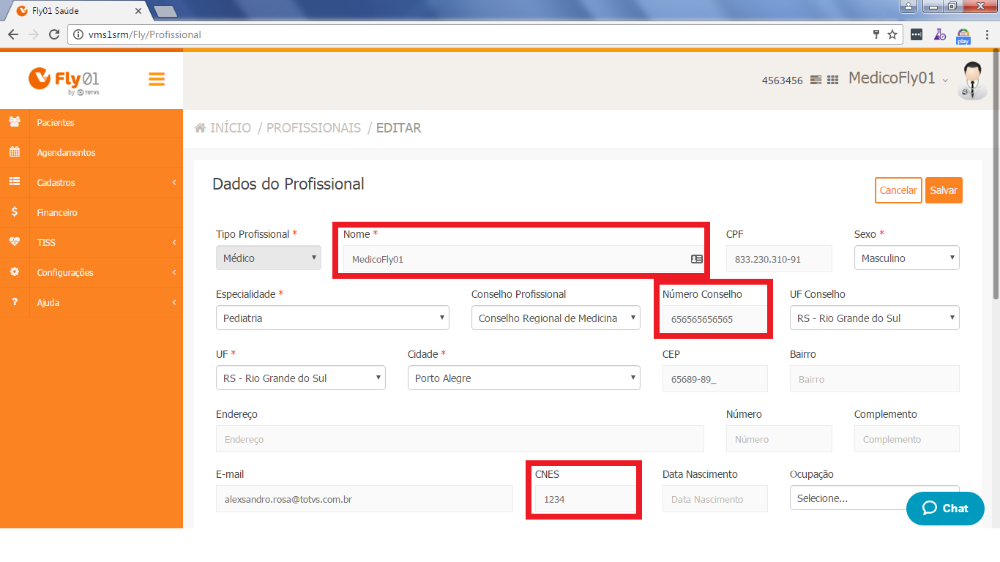 Fly01 Saúde
vms1srm/Fly/Profissional
play
Fly01
by TOTVS
4563456
MedicoFly01
Pacientes
Agendamentos
Cadastros
Financeiro
TISS
Configurações
Ajuda
INÍCIO / PROFISSIONAIS / EDITAR
Dados do Profissional
Cancelar
Salvar
Tipo Profissional * Nome * CPF Sexo *
Médico MedicoFly01 833.230.310-91 Masculino
Especialidade * Conselho Profissional Número Conselho UF Conselho
Pediatria Conselho Regional de Medicina 656565656565 RS - Rio Grande do Sul
UF * Cidade * CEP Bairro
RS - Rio Grande do Sul Porto Alegre 65689-89_ Bairro
Endereço Número Complemento
Endereço Número Complemento
E-mail CNES Data Nascimento Ocupação
alexsandro.rosa@totvs.com.br 1234 Data Nascimento Selecione...
Chat